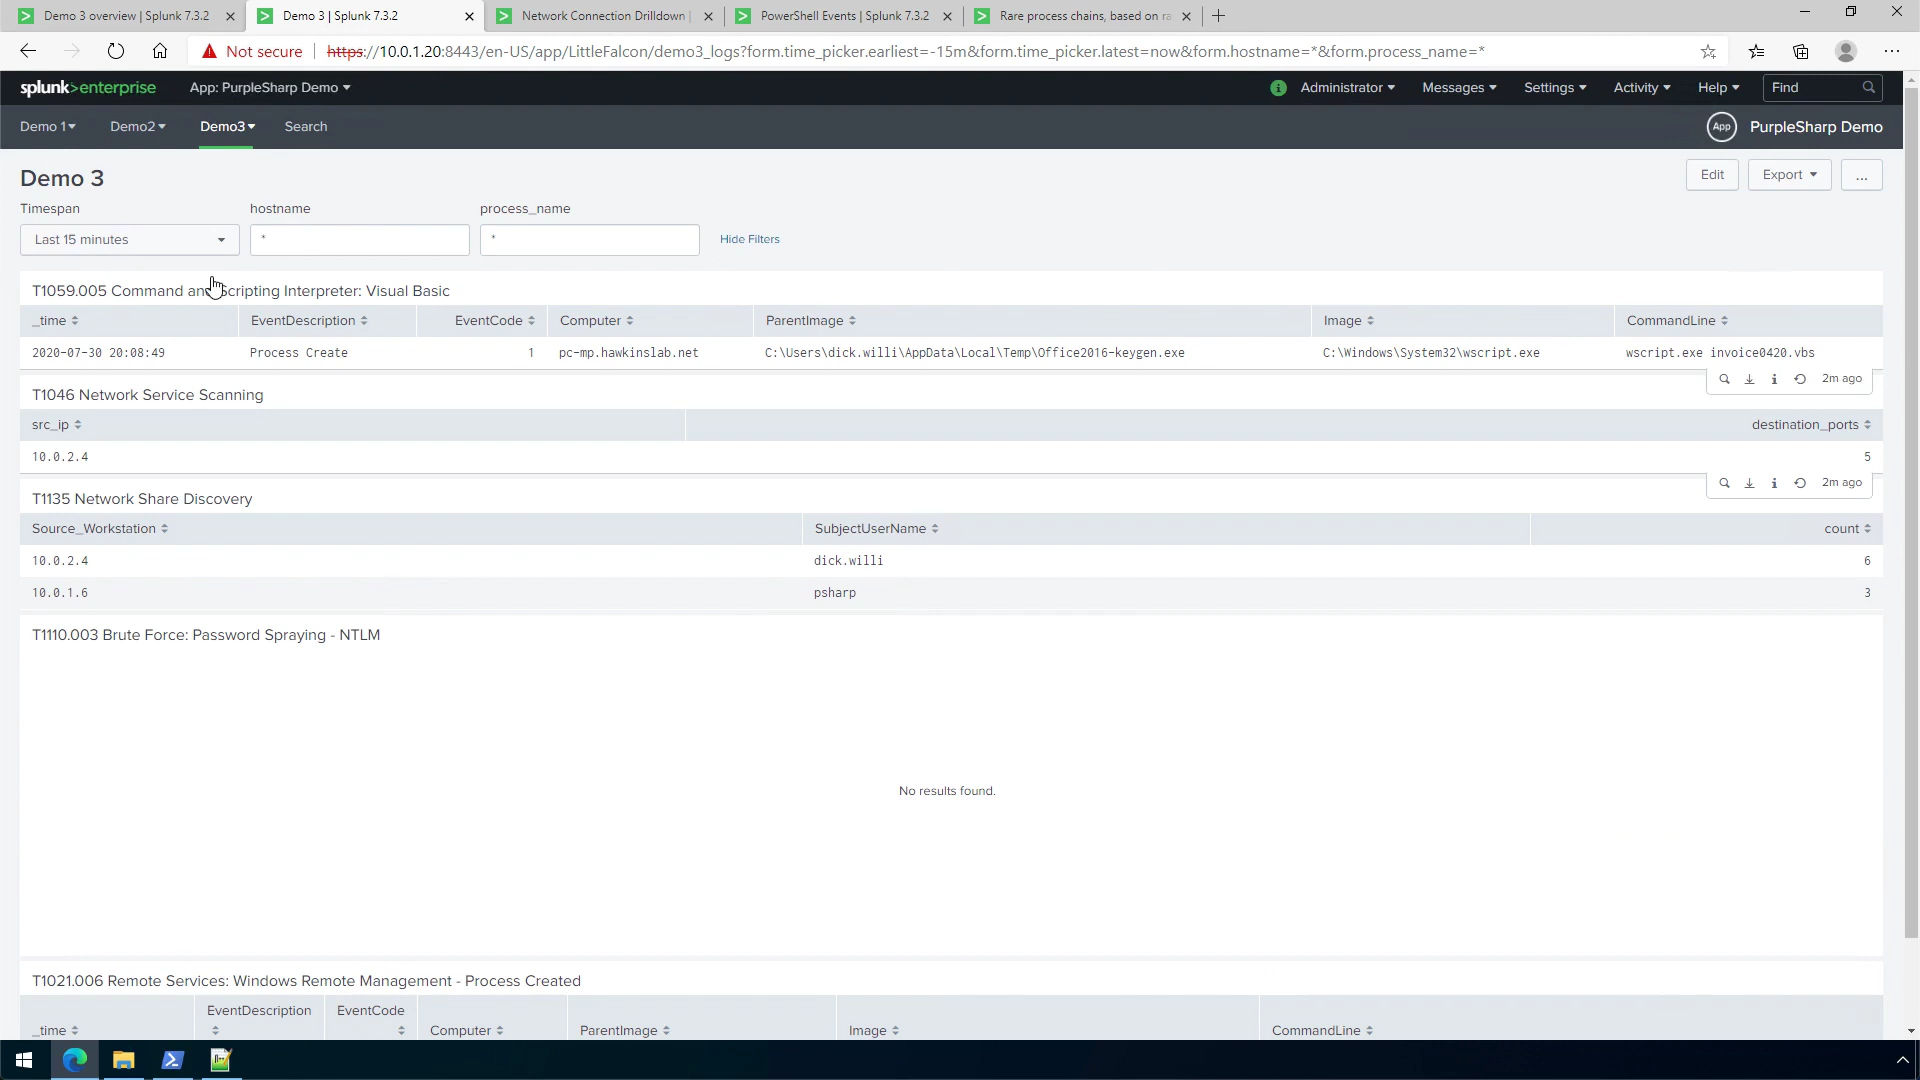 Demo 3 overview | Splunk 7.3.2
Demo 3 | Splunk 7.3.2
Network Connection Drilldown |
PowerShell Events | Splunk 7.3.2
Rare process chains, based on ra
Not secure
https://10.0.1.20:8443/en-US/app/LittleFalcon/demo3_logs?form.time_picker.earliest=-15m&form.time_picker.latest=now&form.hostname=*&form.process_name=*
splunk>enterprise App: PurpleSharp Demo
i Administrator Messages Settings Activity Help Find
Demo 1 Demo2 Demo3 Search
App PurpleSharp Demo
Demo 3
Edit Export ...
Timespan hostname process_name
Last 15 minutes * * Hide Filters
T1059.005 Command an Scripting Interpreter: Visual Basic
_time EventDescription EventCode Computer ParentImage Image CommandLine
2020-07-30 20:08:49 Process Create 1 pc-mp.hawkinslab.net C:\Users\dick.willi\AppData\Local\Temp\Office2016-keygen.exe C:\Windows\System32\wscript.exe wscript.exe invoice0420.vbs
2m ago
T1046 Network Service Scanning
src_ip destination_ports
10.0.2.4 5
2m ago
T1135 Network Share Discovery
Source_Workstation SubjectUserName count
10.0.2.4 dick.willi 6
10.0.1.6 psharp 3
T1110.003 Brute Force: Password Spraying - NTLM
No results found.
T1021.006 Remote Services: Windows Remote Management - Process Created
_time EventDescription EventCode Computer ParentImage Image CommandLine